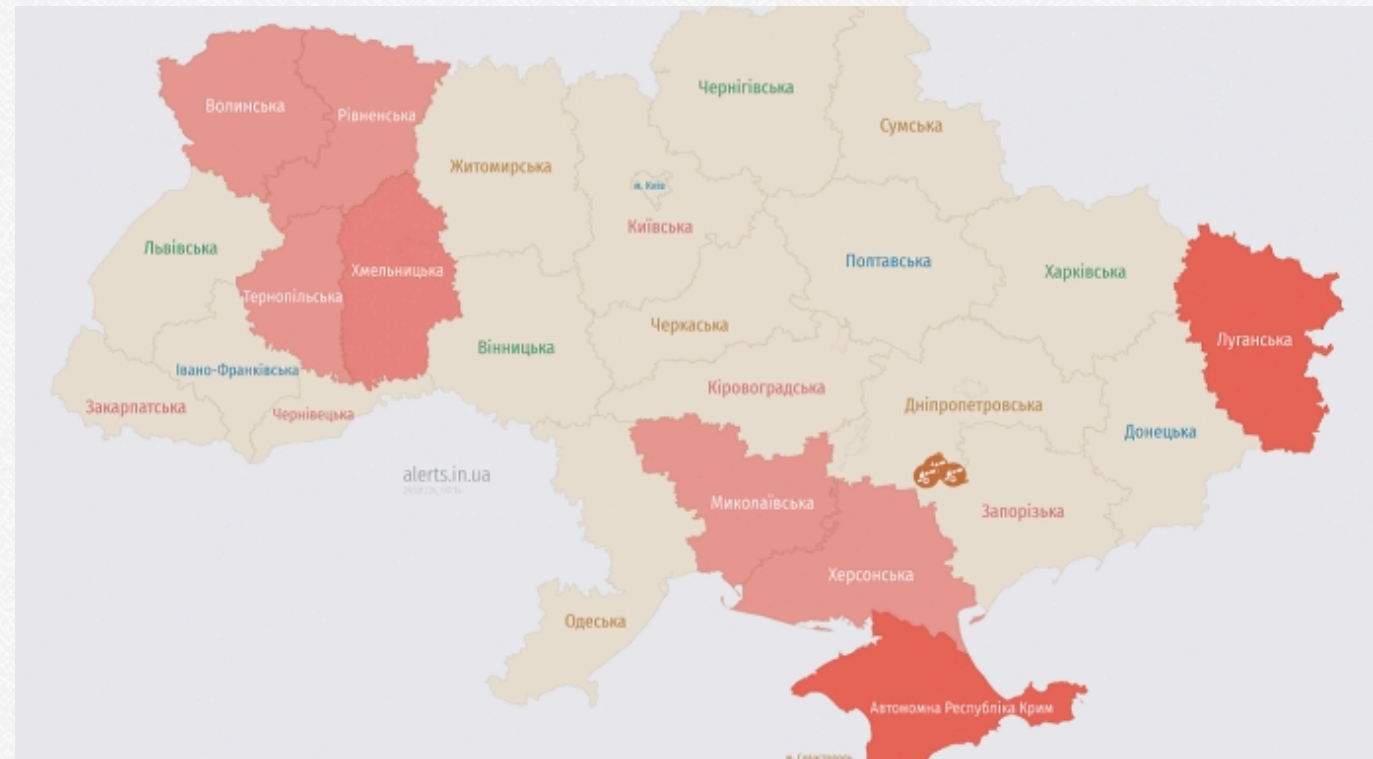 Чернігівська
Волинська
Рівненська
Сумська
Житомирська
м. Київ
Київська
Львівська
Полтавська
Хмельницька
Харківська
Тернопільська
Черкаська
Луганська
Вінницька
Івано-Франківська
Кіровоградська
Закарпатська
Чернівецька
Дніпропетровська
Донецька
alerts.in.ua
Миколаївська
Запорізька
Херсонська
Одеська
Автономна Республіка Крим